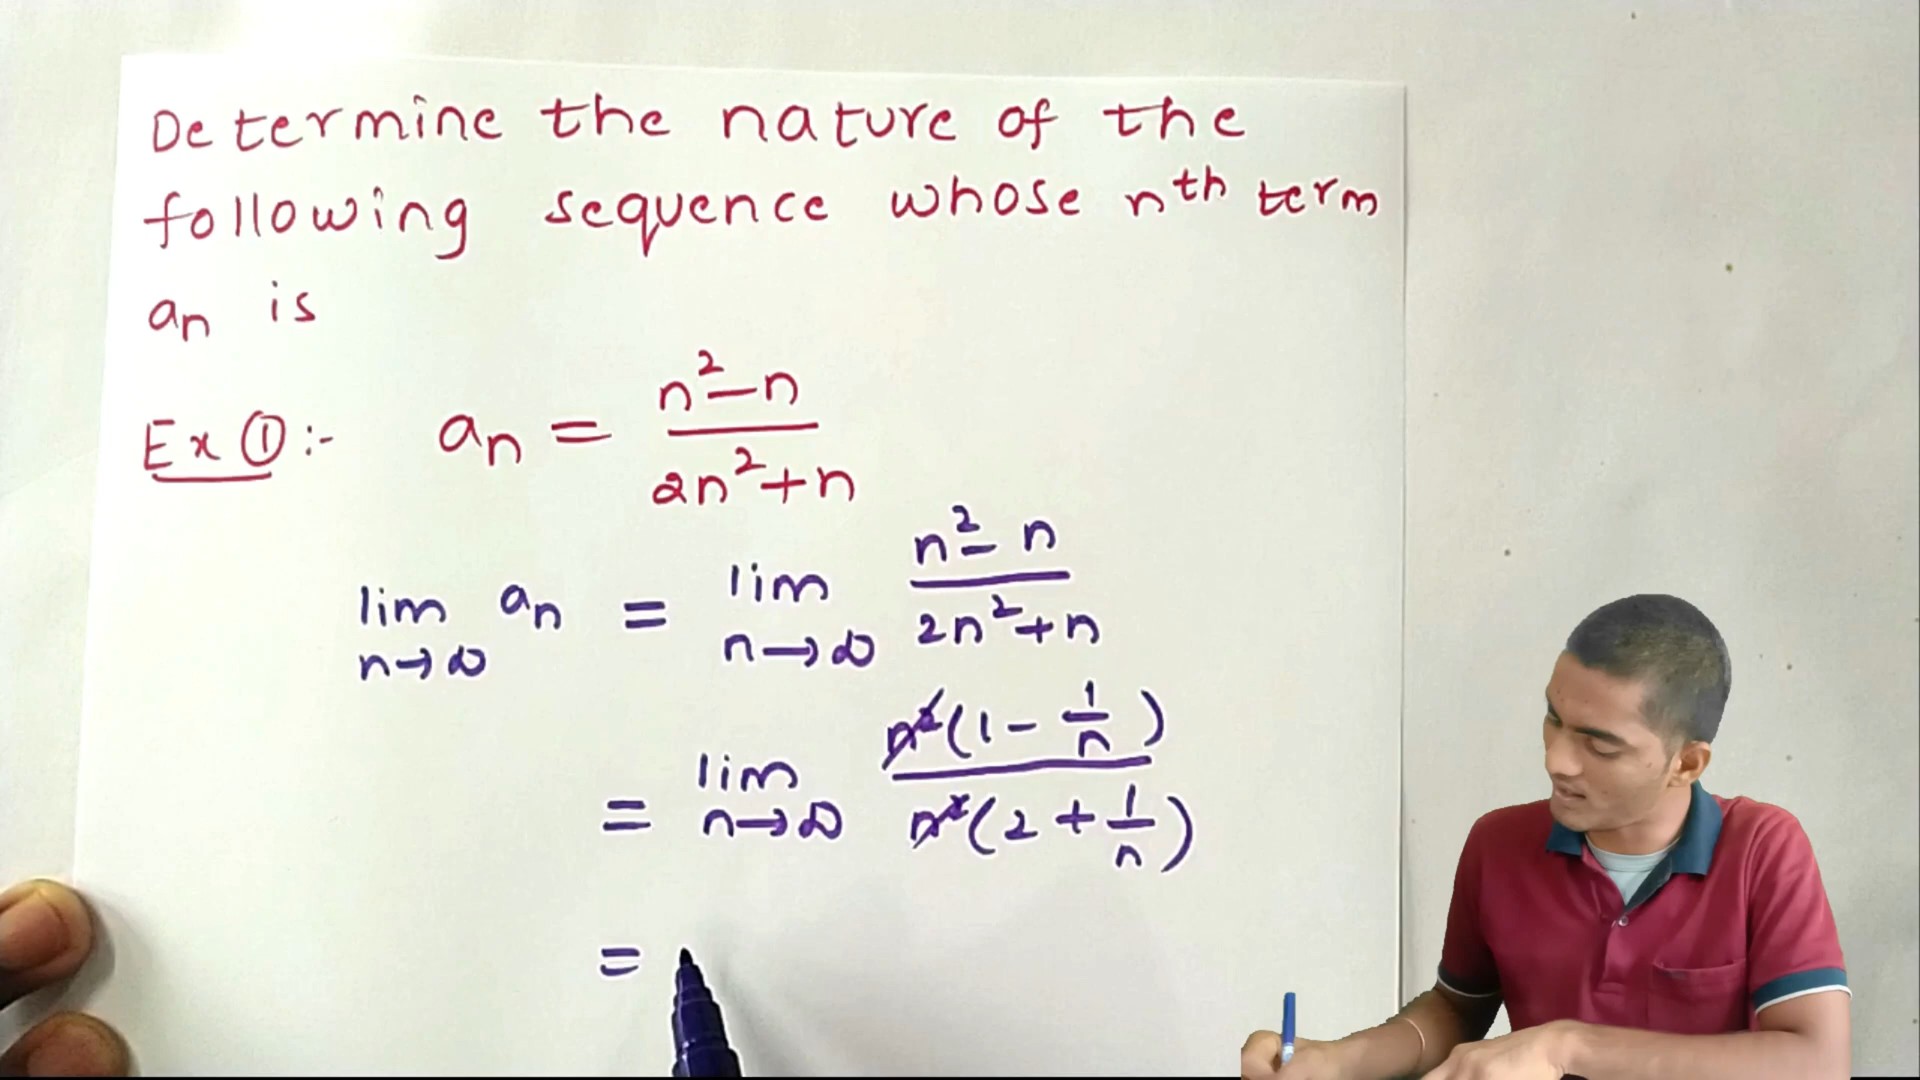 Determine the nature of the
following sequence whose nth term
an is
Ex ① :- an = n² - n / 2n² + n
lim n→∞ an = lim n→∞ n² - n / 2n² + n
= lim n→∞ n²(1 - 1/n) / n²(2 + 1/n)
=